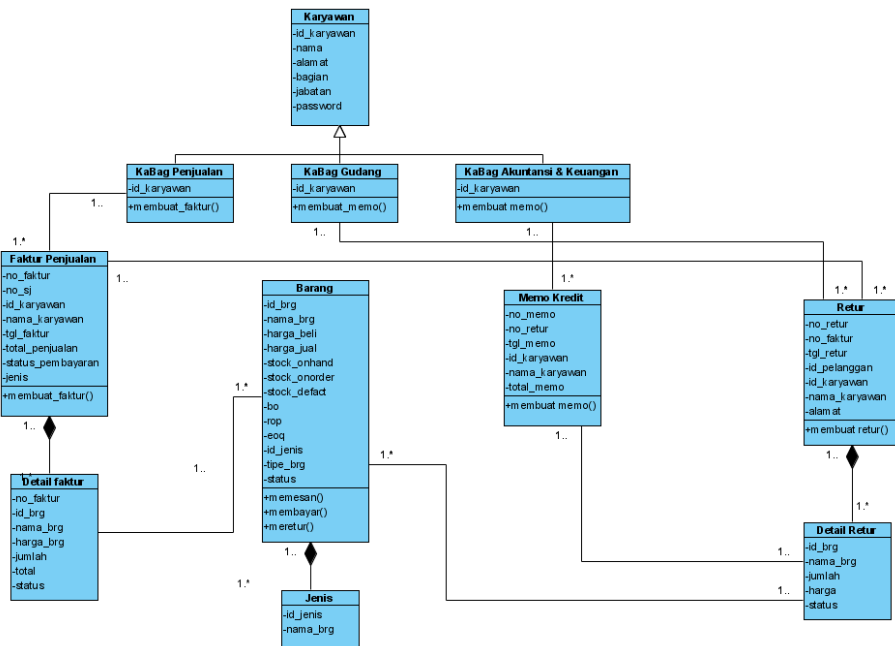 Karyawan
-id_karyawan
-nama
-alamat
-bagian
-jabatan
-password
KaBag Penjualan
-id_karyawan
+membuat_faktur()
KaBag Gudang
-id_karyawan
+membuat_memo()
KaBag Akuntansi & Keuangan
-id_karyawan
+membuat memo()
1..
1.*
1..
1..
1..
1.*
1.*
1.*
Faktur Penjualan
-no_faktur
-no_sj
-id_karyawan
-nama_karyawan
-tgl_faktur
-total_penjualan
-status_pembayaran
-jenis
+membuat_faktur()
Barang
-id_brg
-nama_brg
-harga_beli
-harga_jual
-stock_onhand
-stock_onorder
-stock_defact
-bo
-rop
-eoq
-id_jenis
-tipe_brg
-status
+memesan()
+membayar()
+meretur()
Memo Kredit
-no_memo
-no_retur
-tgl_memo
-id_karyawan
-nama_karyawan
-total_memo
+membuat memo()
Retur
-no_retur
-no_faktur
-tgl_retur
-id_pelanggan
-id_karyawan
-nama_karyawan
-alamat
+membuat retur()
1.*
1..
1..
1..
1.*
1..
1.*
Detail faktur
-no_faktur
-id_brg
-nama_brg
-harga_brg
-jumlah
-total
-status
Detail Retur
-id_brg
-nama_brg
-jumlah
-harga
-status
1..
1..
1..
1.*
Jenis
-id_jenis
-nama_brg